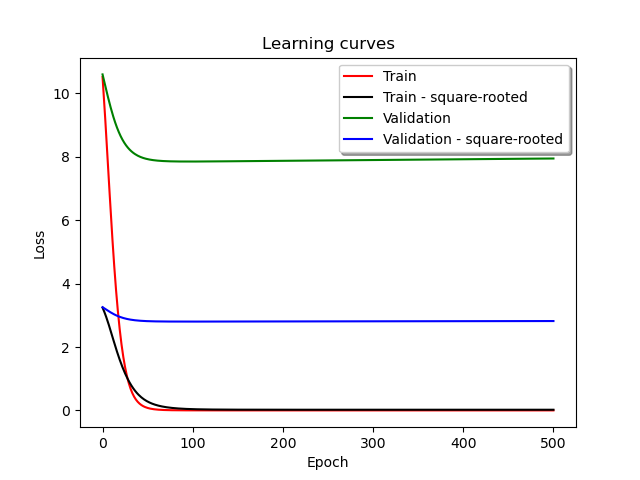 Learning curves
Train
Train - square-rooted
Validation
Validation - square-rooted
10
8
6
4
2
0
Loss
0 100 200 300 400 500
Epoch